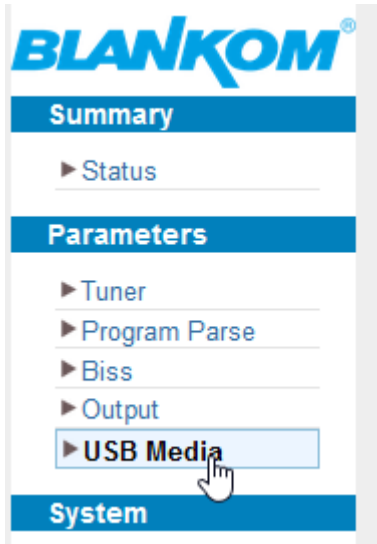 BLANKOM®
Summary
Status
Parameters
Tuner
Program Parse
Biss
Output
USB Media
System